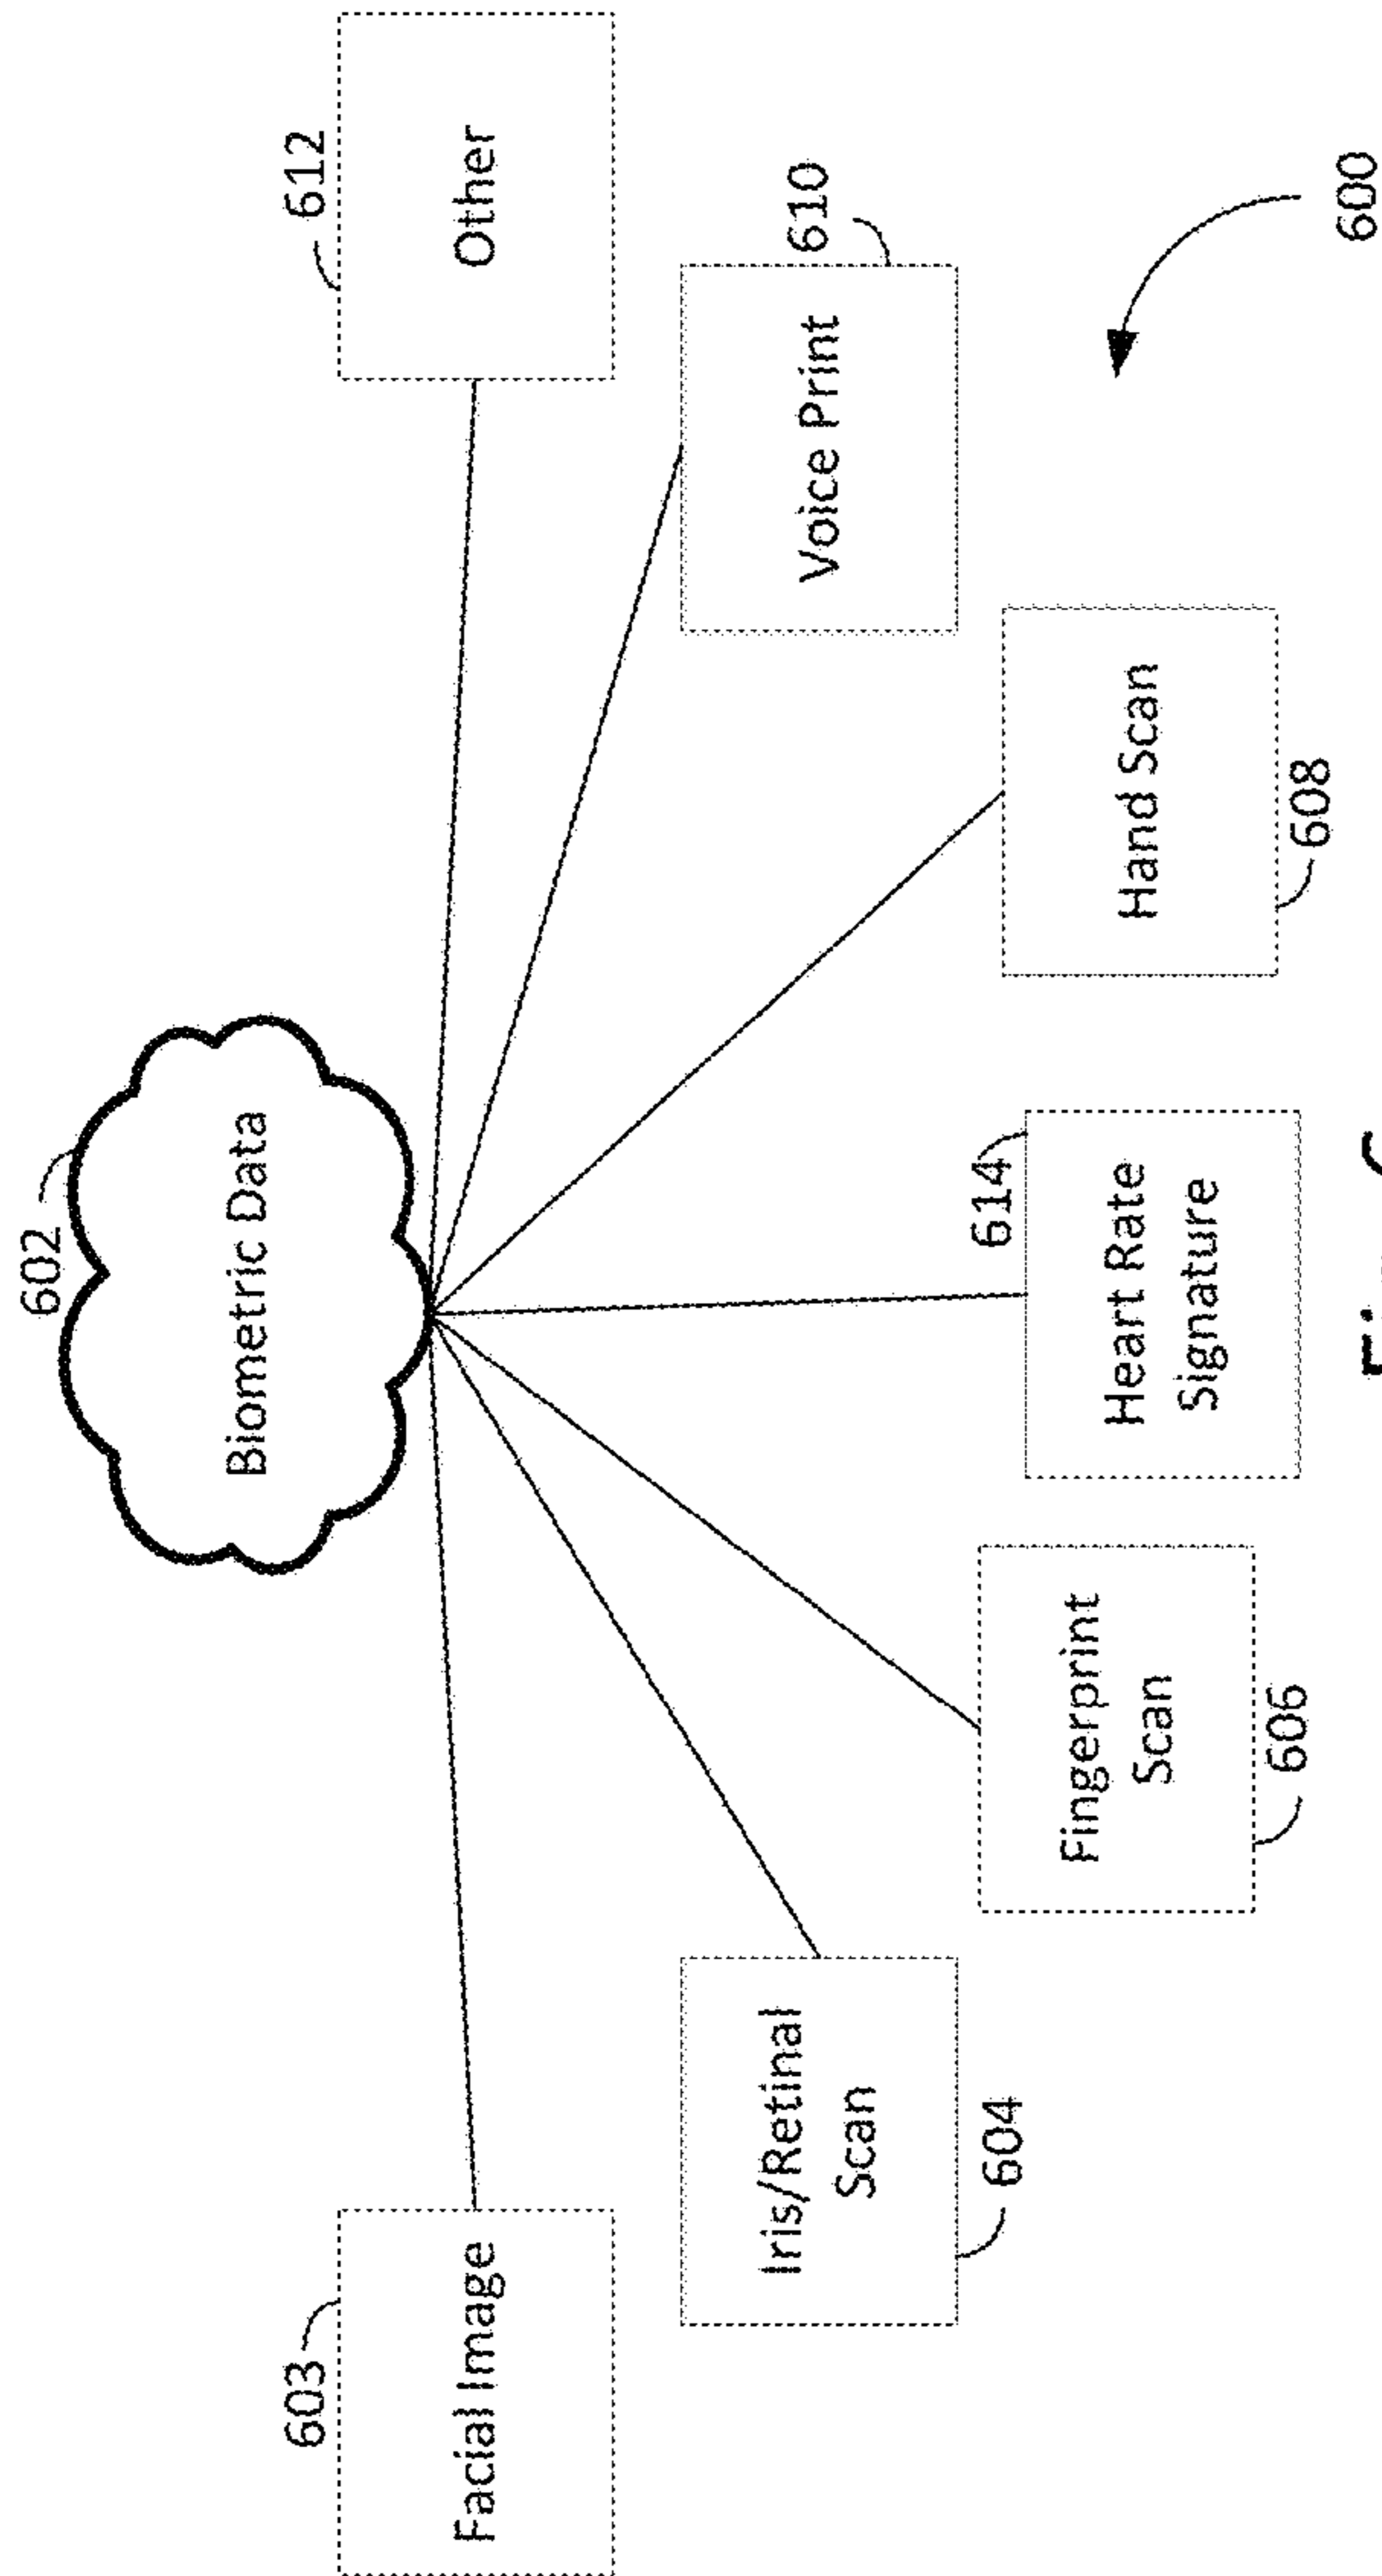 602
Biometric Data
603
Facial Image
612
Other
Iris/Retinal
Scan
604
Voice Print
610
Fingerprint
Scan
606
Heart Rate
Signature
614
Hand Scan
608
600